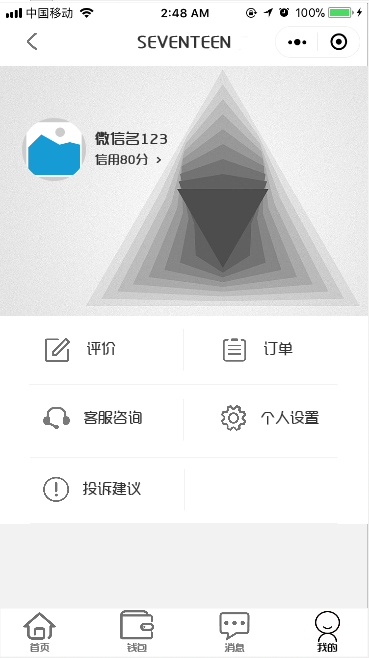 中国移动 2:48 AM 100%
SEVENTEEN
微信名123
信用80分 >
评价 订单
客服咨询 个人设置
投诉建议
首页 钱包 消息 我的